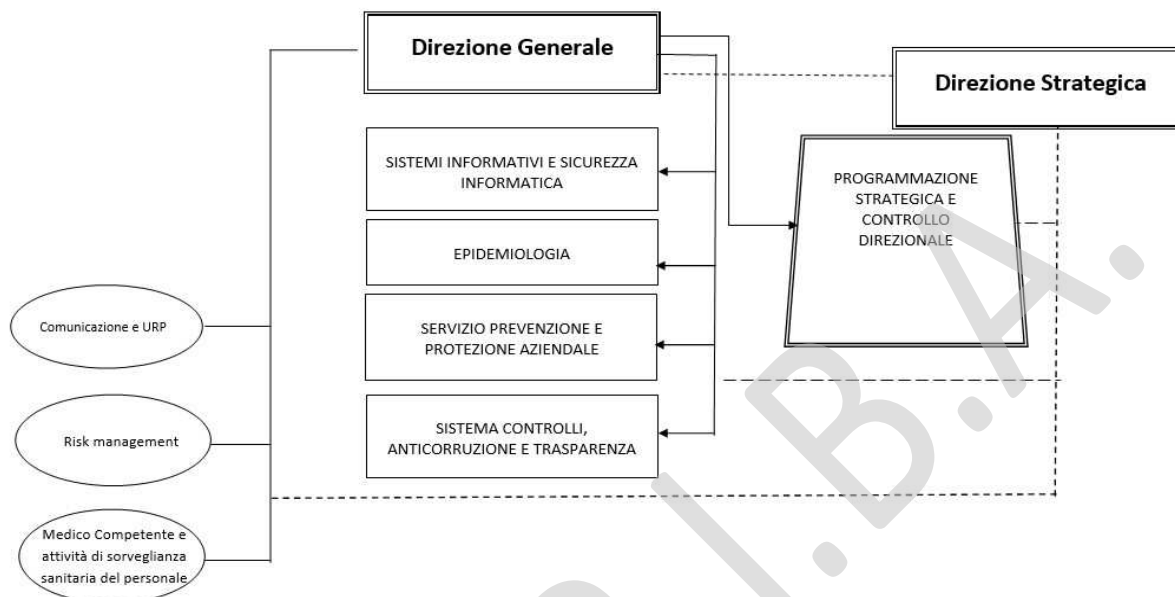 Direzione Generale
Direzione Strategica
SISTEMI INFORMATIVI E SICUREZZA
INFORMATICA
PROGRAMMAZIONE
STRATEGICA E
CONTROLLO
DIREZIONALE
EPIDEMIOLOGIA
SERVIZIO PREVENZIONE E
PROTEZIONE AZIENDALE
SISTEMA CONTROLLI,
ANTICORRUZIONE E TRASPARENZA
Comunicazione e URP
Risk management
Medico Competente e
attività di sorveglianza
sanitaria del personale
I.B.A.